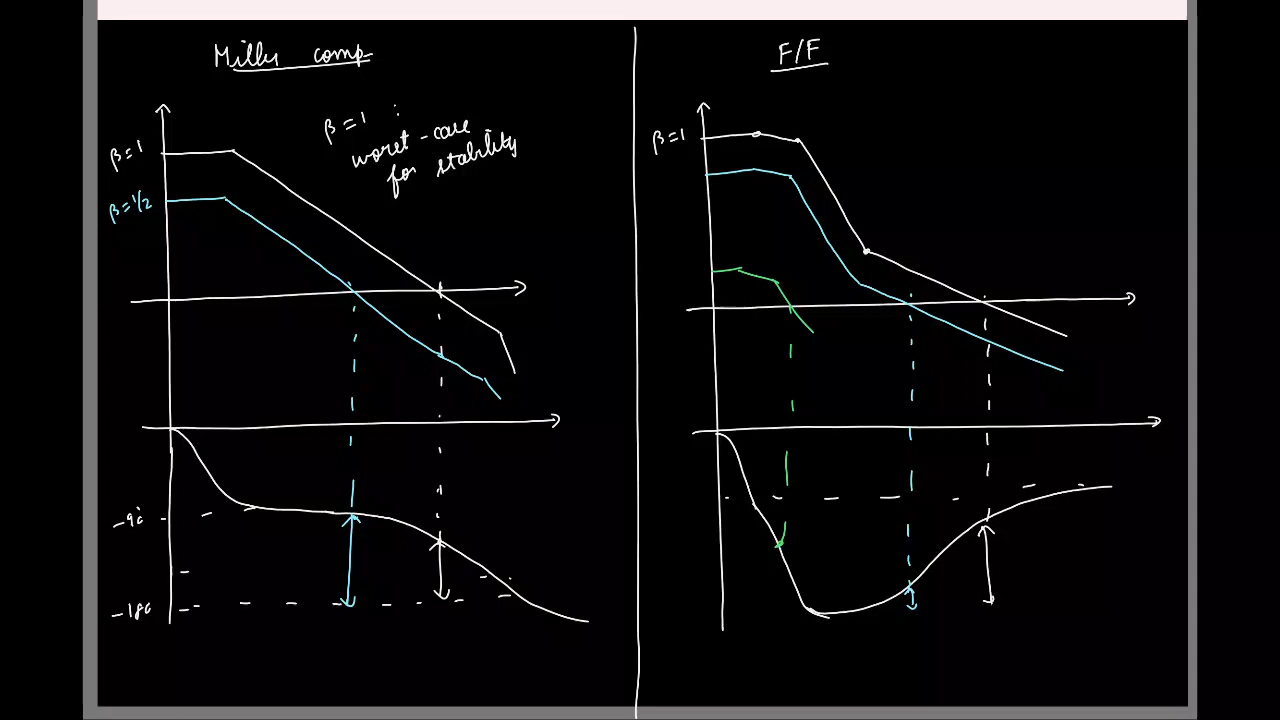 Miller comp
β=1 :
worst-case
for stability
β=1
β=1/2
-90
-180
F/F
β=1